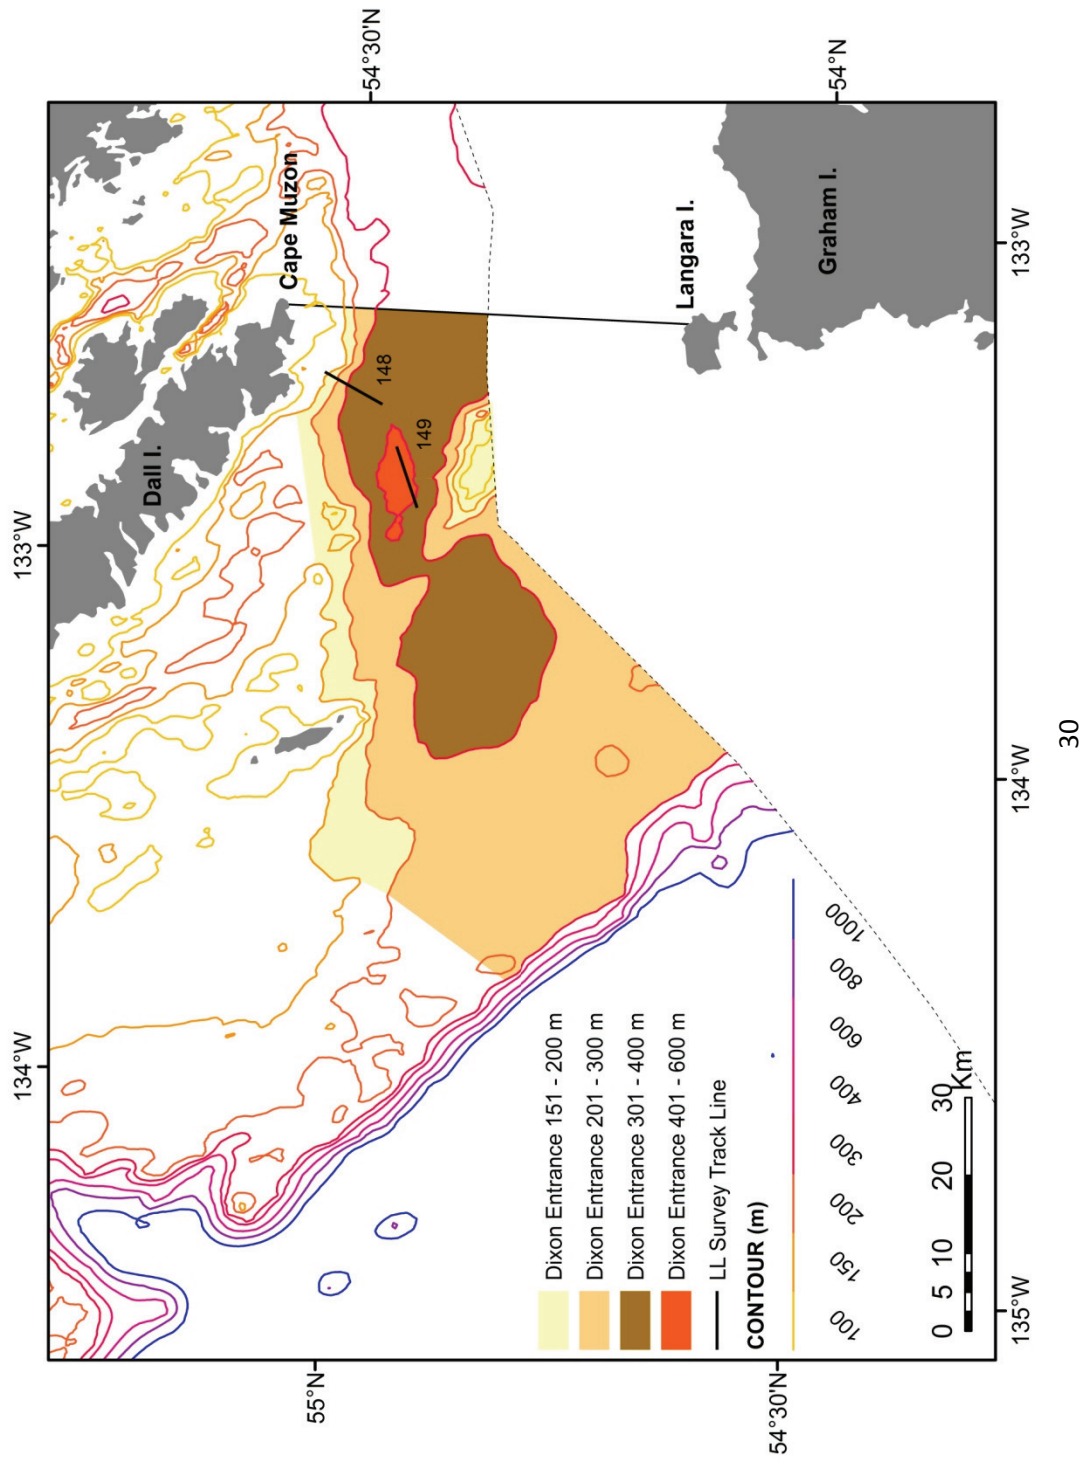 133°W
134°W
54°30'N
54°N
Cape Muzon
Dall I.
Langara I.
Graham I.
148
149
Dixon Entrance 151 - 200 m
Dixon Entrance 201 - 300 m
Dixon Entrance 301 - 400 m
Dixon Entrance 401 - 600 m
LL Survey Track Line
CONTOUR (m)
100 150 200 300 400 600 800 1000
0 5 10 20 30
Km
55°N
54°30'N
135°W
134°W
133°W
30